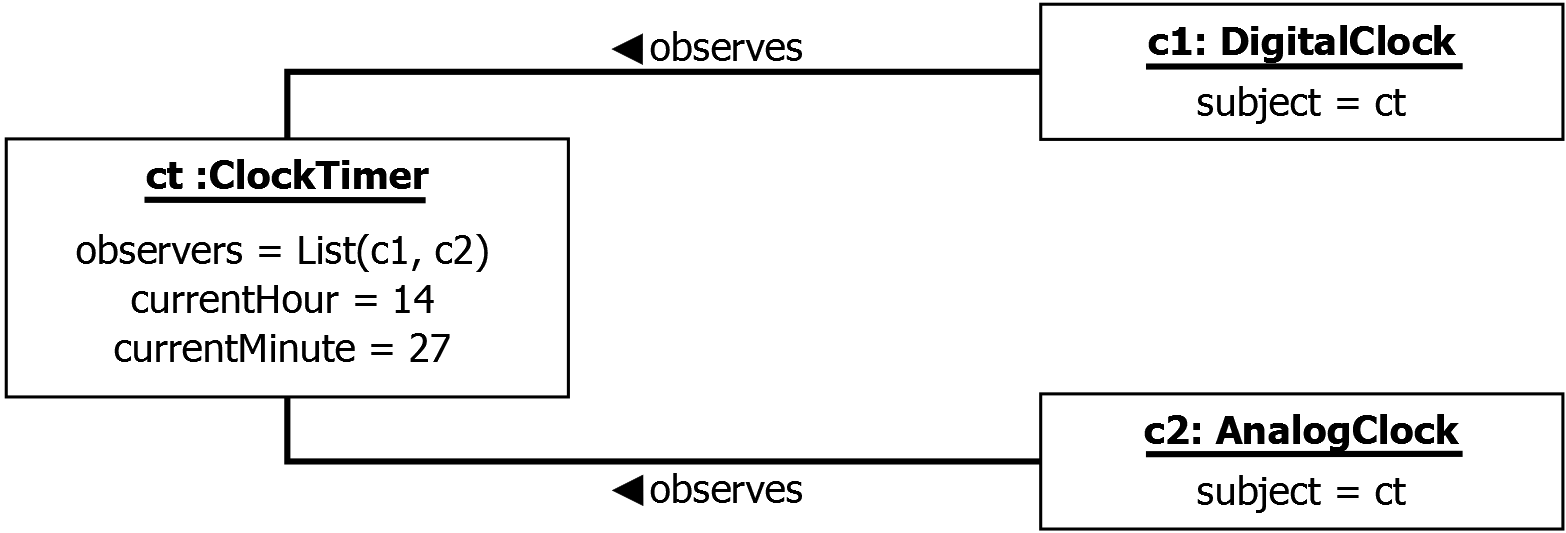 ◀ observes
c1: DigitalClock
subject = ct
ct :ClockTimer
observers = List(c1, c2)
currentHour = 14
currentMinute = 27
c2: AnalogClock
subject = ct
◀ observes